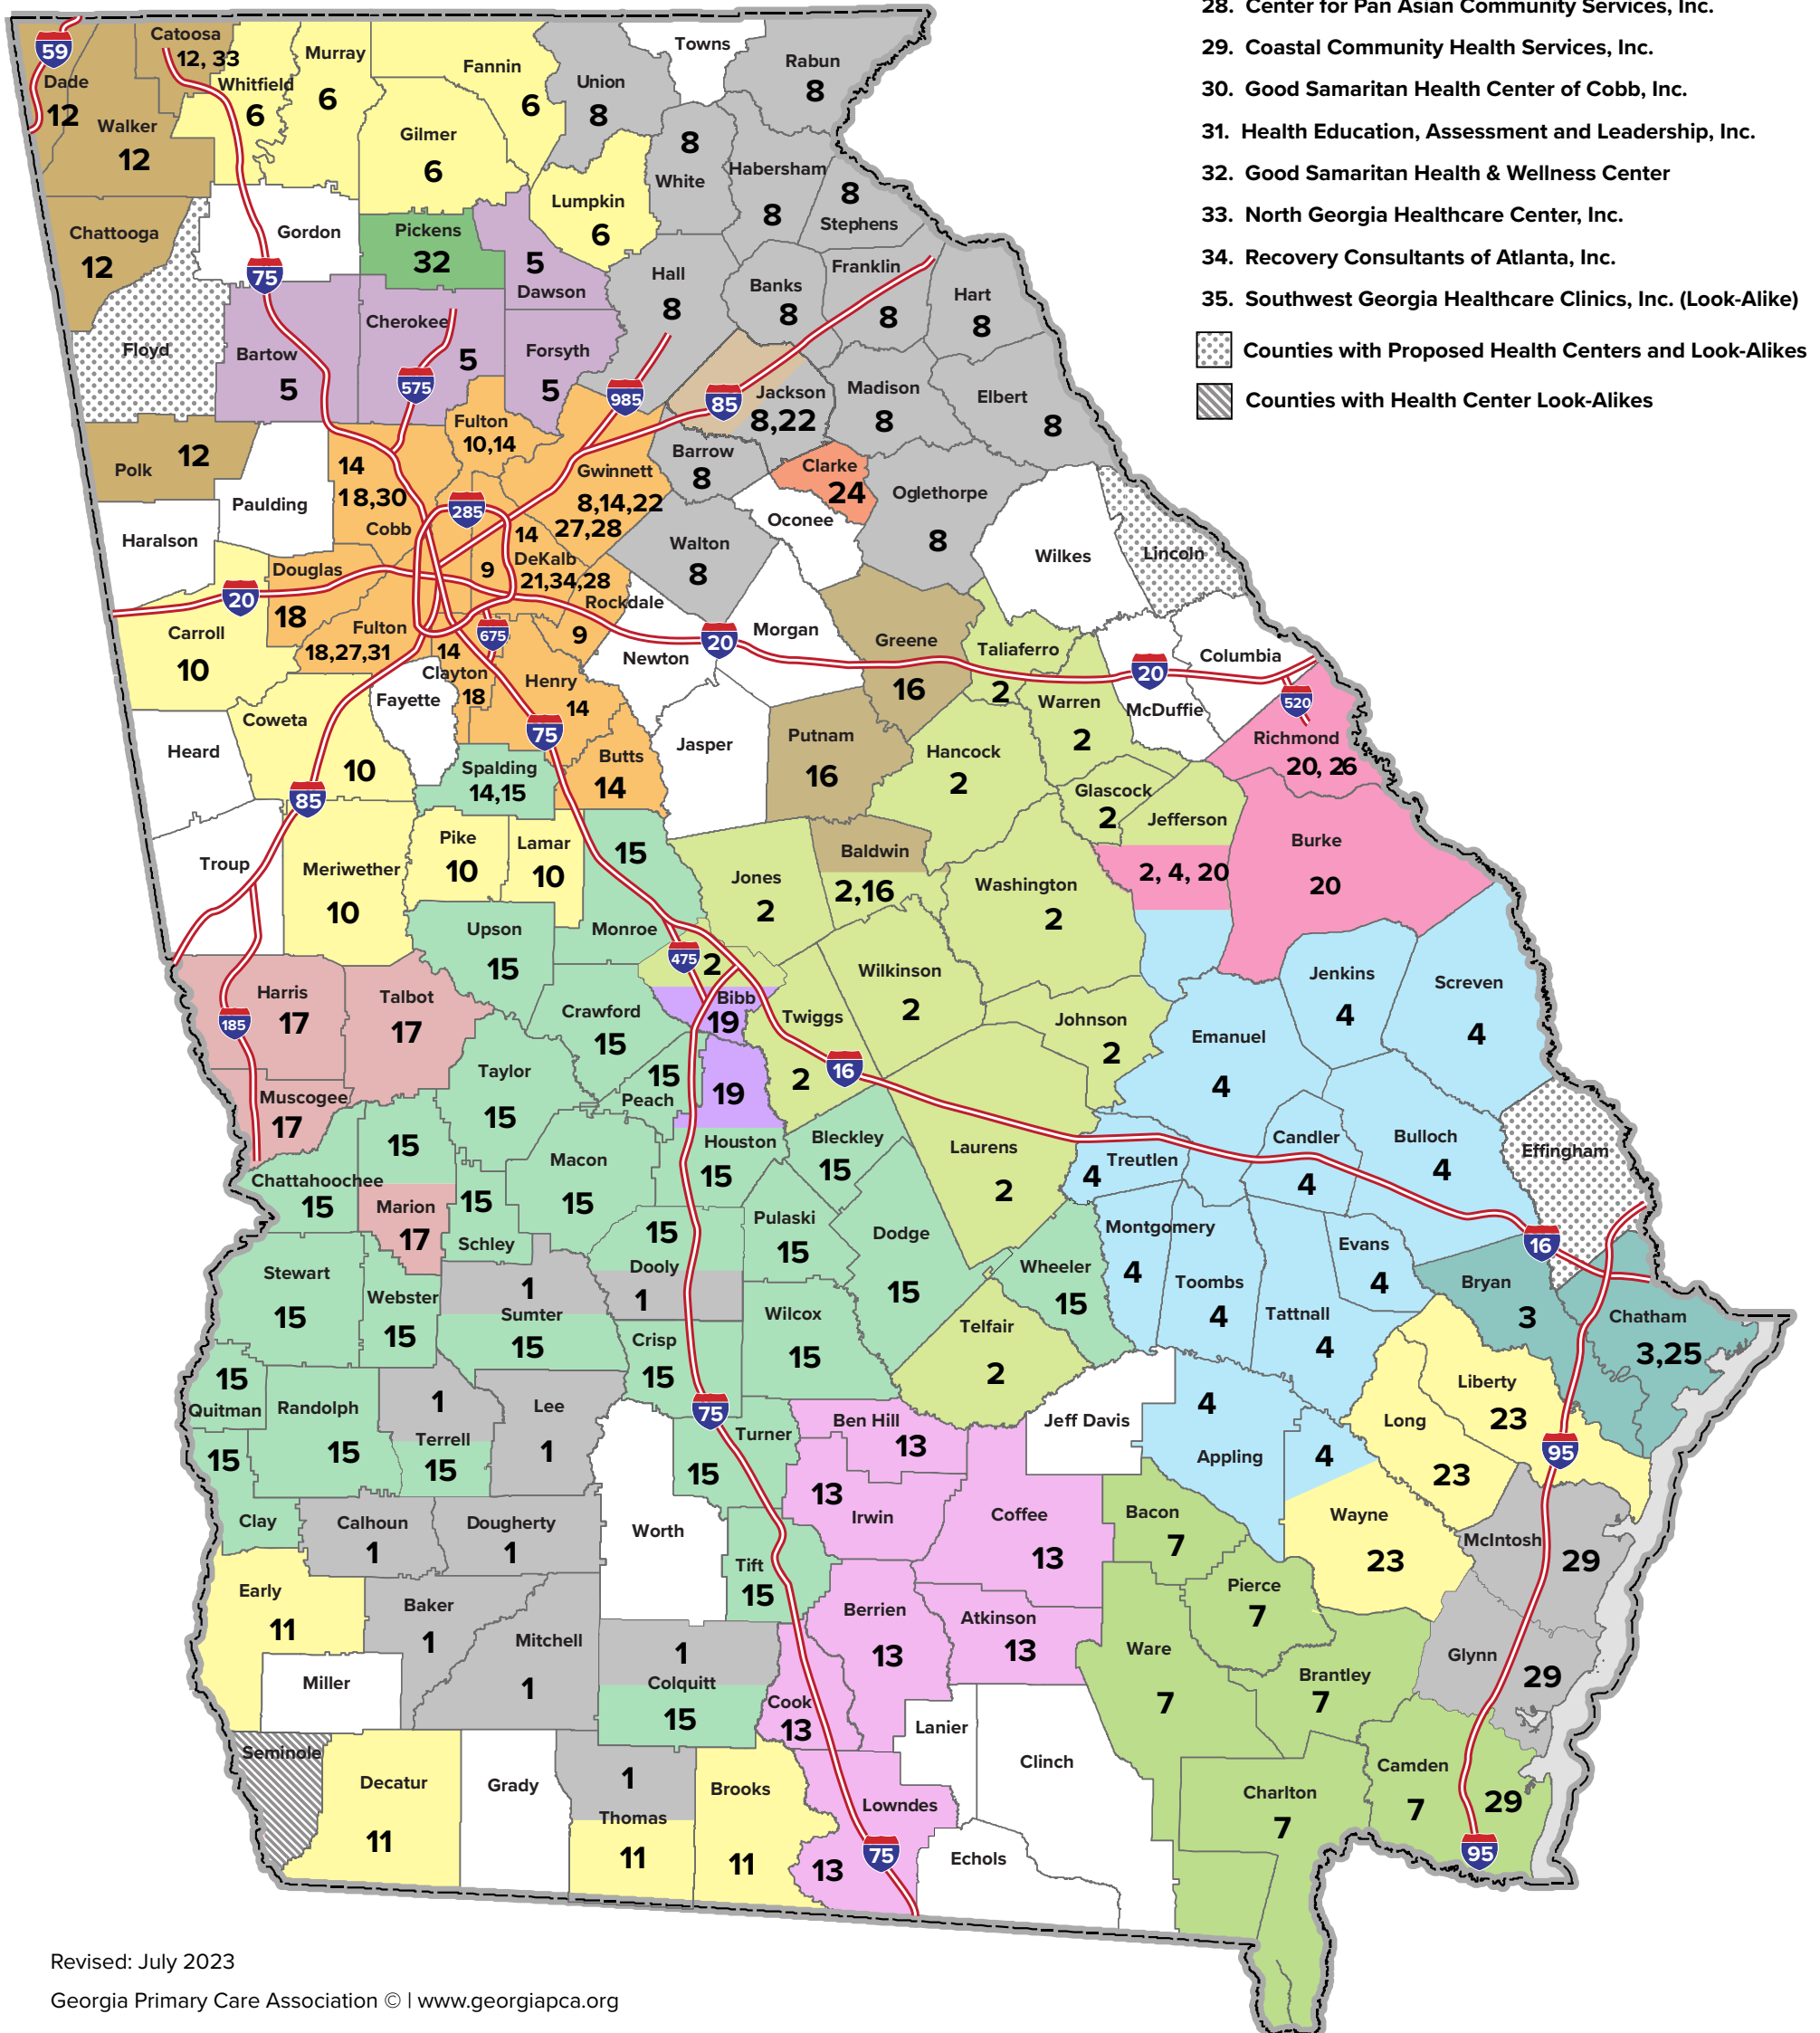 28. Center for Pan Asian Community Services, Inc.
29. Coastal Community Health Services, Inc.
30. Good Samaritan Health Center of Cobb, Inc.
31. Health Education, Assessment and Leadership, Inc.
32. Good Samaritan Health & Wellness Center
33. North Georgia Healthcare Center, Inc.
34. Recovery Consultants of Atlanta, Inc.
35. Southwest Georgia Healthcare Clinics, Inc. (Look-Alike)
Counties with Proposed Health Centers and Look-Alikes
Counties with Health Center Look-Alikes
59
Dade
12
Catoosa
12, 33
Walker
12
Whitfield
6
Murray
6
Fannin
6
Gilmer
6
Union
8
Towns
Rabun
8
White
8
Habersham
8
8
Stephens
Lumpkin
6
Chattooga
12
Gordon
75
Pickens
32
5
Dawson
Hall
8
Banks
8
Franklin
8
Hart
8
Floyd
Bartow
5
Cherokee
5
575
Forsyth
5
985
85
Jackson
8,22
Madison
8
Elbert
8
Polk
12
Paulding
Haralson
14
18,30
Cobb
Fulton
10,14
285
Gwinnett
8,14,22
27,28
Barrow
8
Clarke
24
Oconee
Oglethorpe
8
Wilkes
Lincoln
Walton
8
14
DeKalb
21,34,28
9
Douglas
18
20
Carroll
10
Fulton
18,27,31
14
Clayton
18
675
Rockdale
9
Newton
20
Morgan
Greene
16
Taliaferro
2
20
Columbia
McDuffie
Warren
2
520
Richmond
20, 26
Heard
Coweta
10
Fayette
Henry
14
75
Spalding
14,15
Butts
14
Jasper
Putnam
16
Hancock
2
Glascock
2
Jefferson
2, 4, 20
Burke
20
85
Troup
Meriwether
10
Pike
10
Lamar
10
15
Monroe
Jones
2
Baldwin
2,16
Washington
2
Upson
15
475
2
Bibb
19
Wilkinson
2
Twiggs
2
16
Johnson
2
Jenkins
4
Screven
4
Emanuel
4
Harris
17
185
Talbot
17
Muscogee
17
Crawford
15
Taylor
15
15
Peach
19
Houston
15
Bleckley
15
Laurens
2
Treutlen
4
Candler
4
Bulloch
4
Effingham
16
Chattahoochee
15
15
Marion
17
15
Schley
Macon
15
15
Dooly
1
Pulaski
15
Dodge
15
Wheeler
15
Montgomery
4
Toombs
4
Evans
4
Tattnall
4
Bryan
3
Chatham
3,25
Stewart
15
Webster
15
1
Sumter
15
Crisp
15
Wilcox
15
Telfair
2
15
Quitman
Randolph
15
1
Terrell
15
Lee
1
75
Turner
15
Ben Hill
13
Jeff Davis
4
Appling
4
Wayne
23
Long
23
Liberty
23
95
15
Clay
Calhoun
1
Dougherty
1
Worth
13
Irwin
Coffee
13
Bacon
7
McIntosh
29
Early
11
Baker
1
Mitchell
1
Tift
15
Berrien
13
Atkinson
13
Pierce
7
Ware
7
Brantley
7
Glynn
29
Miller
1
Colquitt
15
Cook
13
Lanier
Clinch
Seminole
Decatur
11
Grady
1
Thomas
11
Brooks
11
Lowndes
13
75
Echols
Charlton
7
Camden
7
29
95
Revised: July 2023
Georgia Primary Care Association © | www.georgiapca.org